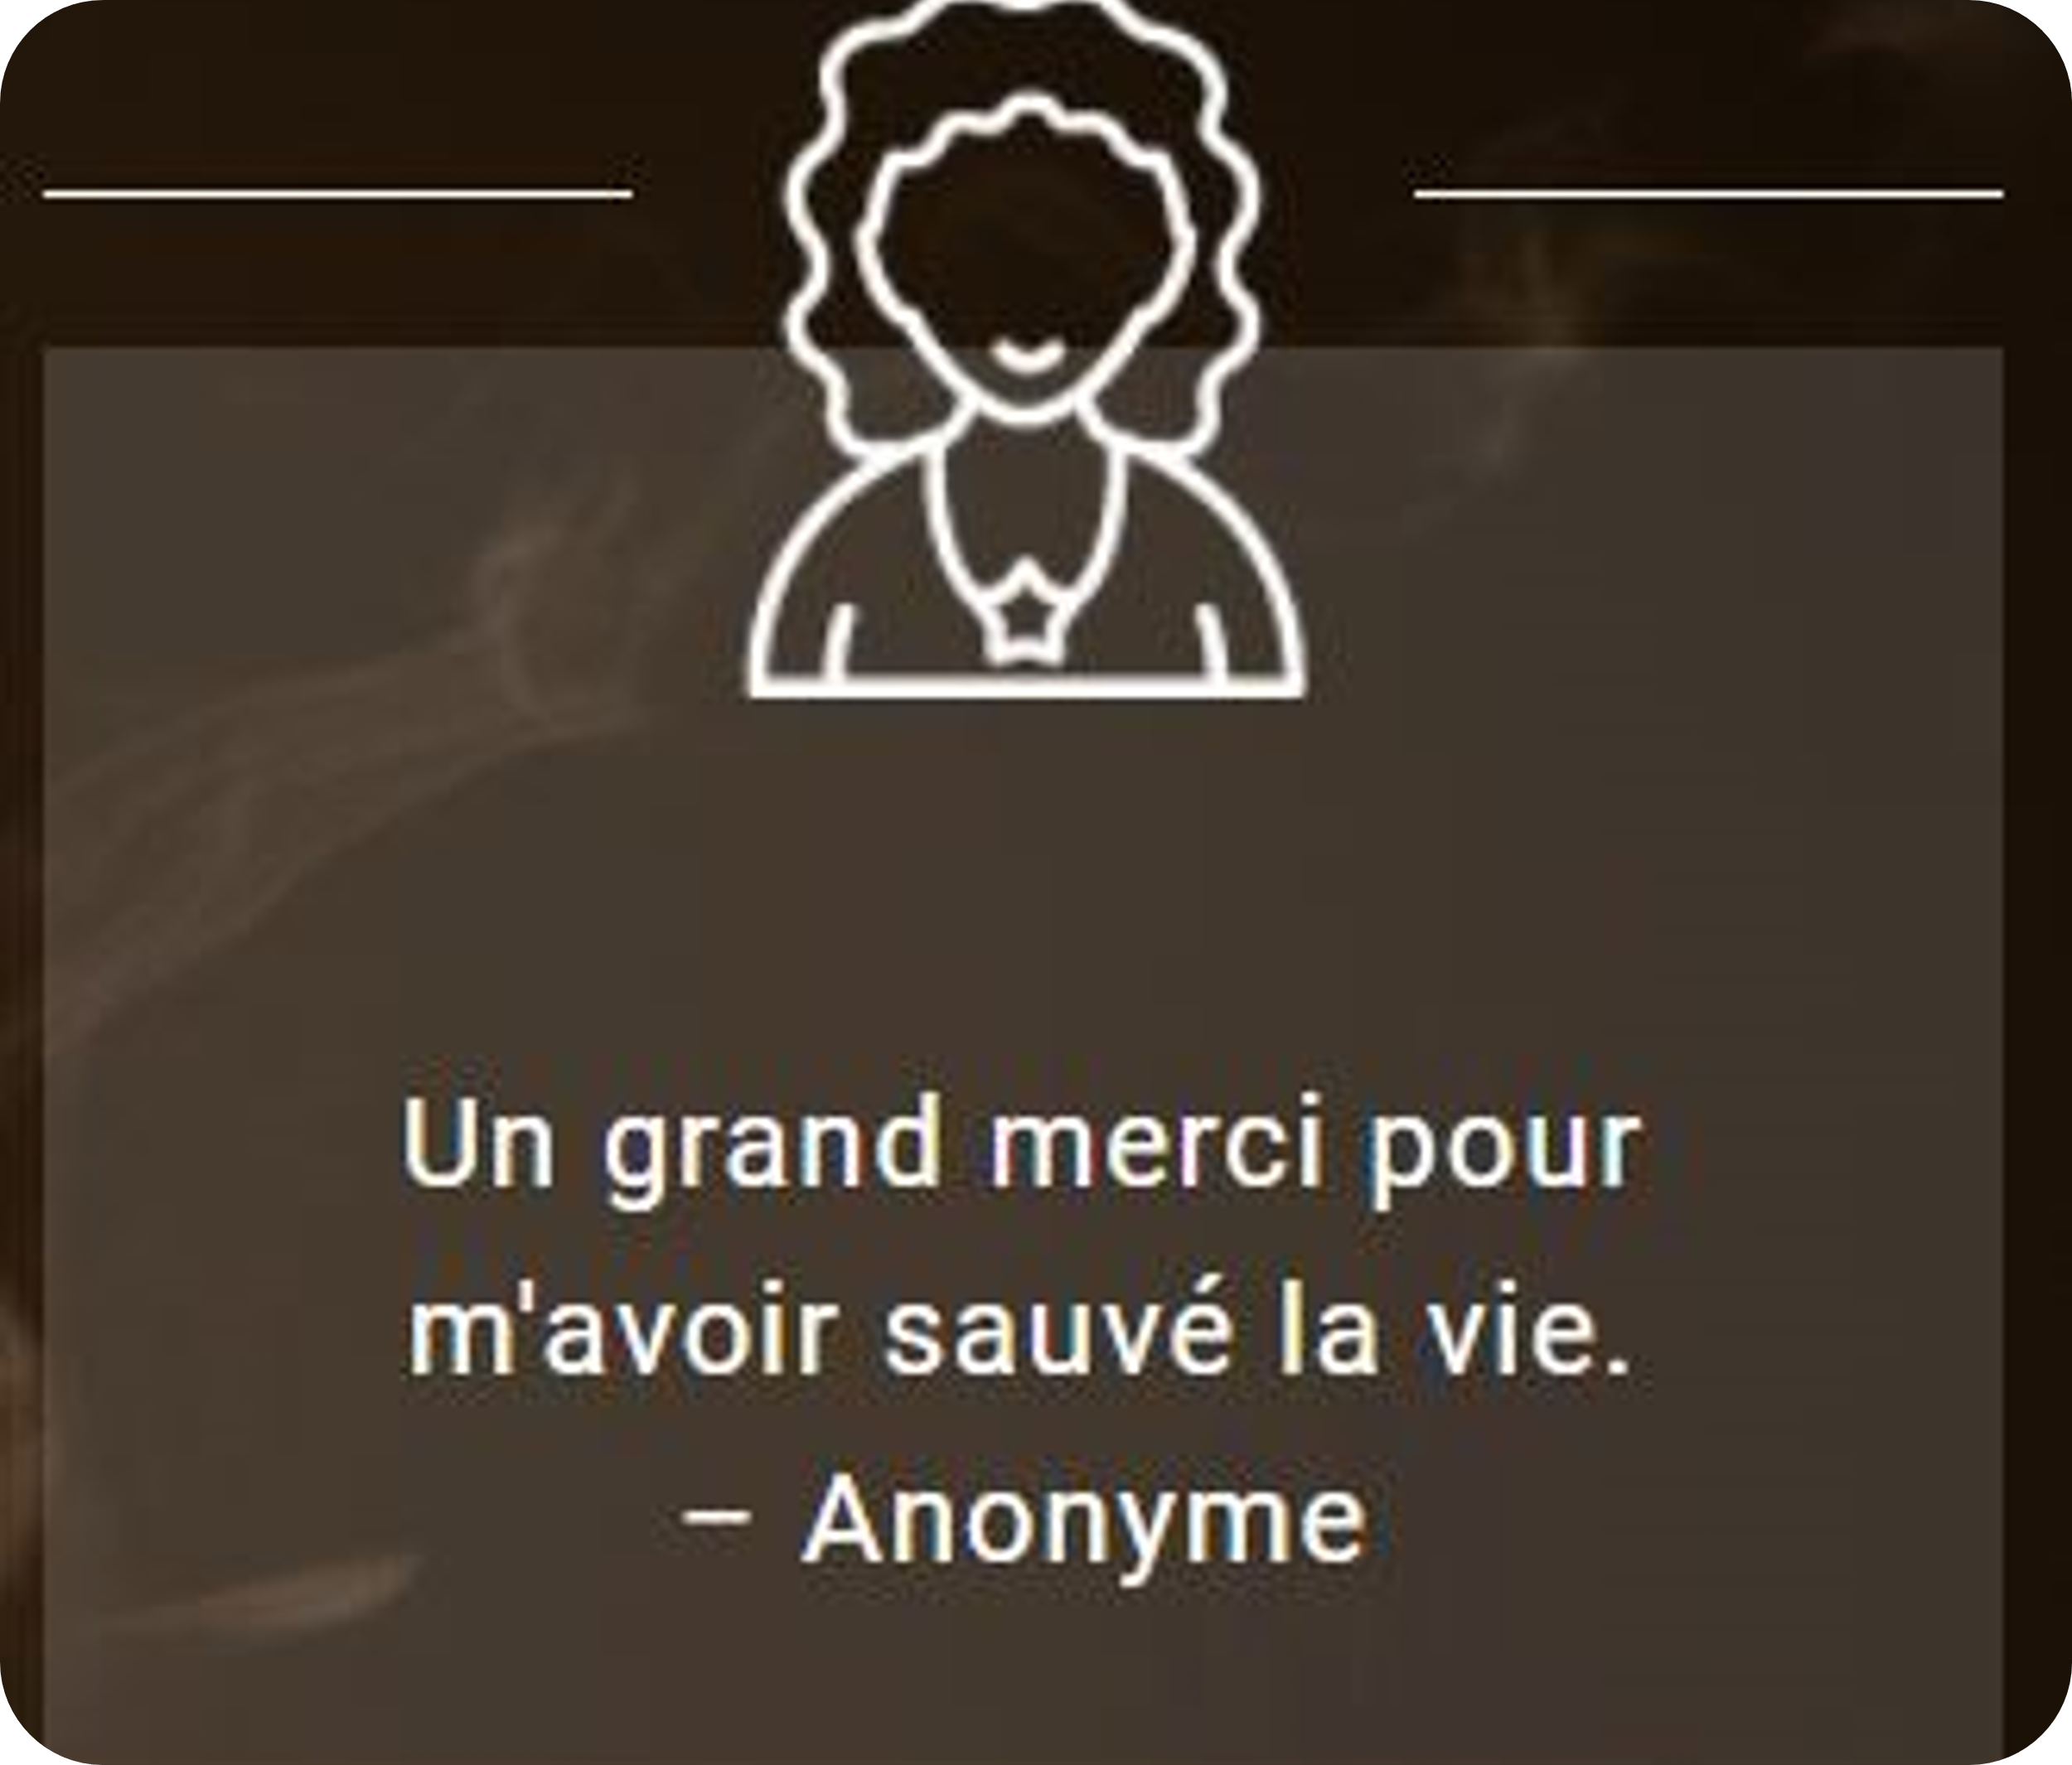 Un grand merci pour
m'avoir sauvé la vie.
– Anonyme